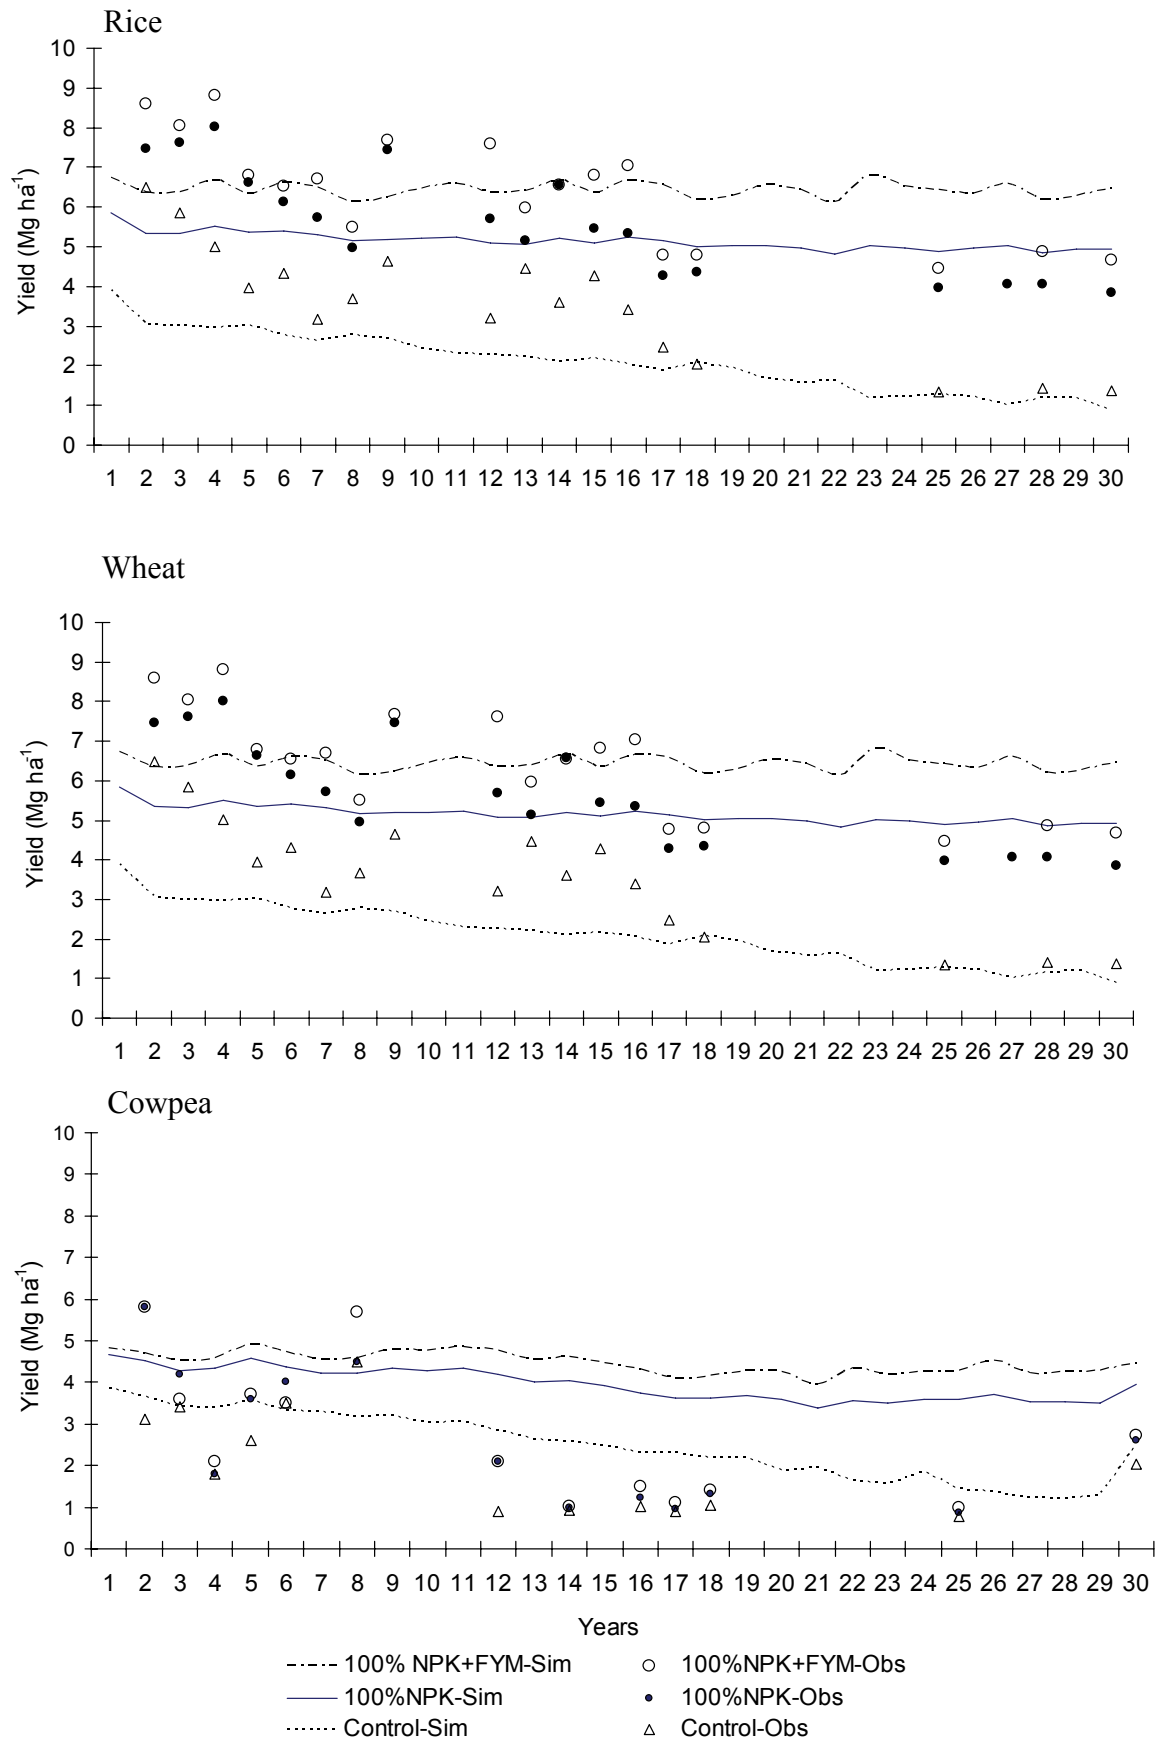 Rice
10
9
8
7
6
5
4
3
2
1
0
Yield (Mg ha⁻¹)
1 2 3 4 5 6 7 8 9 10 11 12 13 14 15 16 17 18 19 20 21 22 23 24 25 26 27 28 29 30
Wheat
10
9
8
7
6
5
4
3
2
1
0
Yield (Mg ha⁻¹)
1 2 3 4 5 6 7 8 9 10 11 12 13 14 15 16 17 18 19 20 21 22 23 24 25 26 27 28 29 30
Cowpea
10
9
8
7
6
5
4
3
2
1
0
Yield (Mg ha⁻¹)
1 2 3 4 5 6 7 8 9 10 11 12 13 14 15 16 17 18 19 20 21 22 23 24 25 26 27 28 29 30
Years
100% NPK+FYM-Sim 100%NPK+FYM-Obs
100%NPK-Sim 100%NPK-Obs
Control-Sim Control-Obs